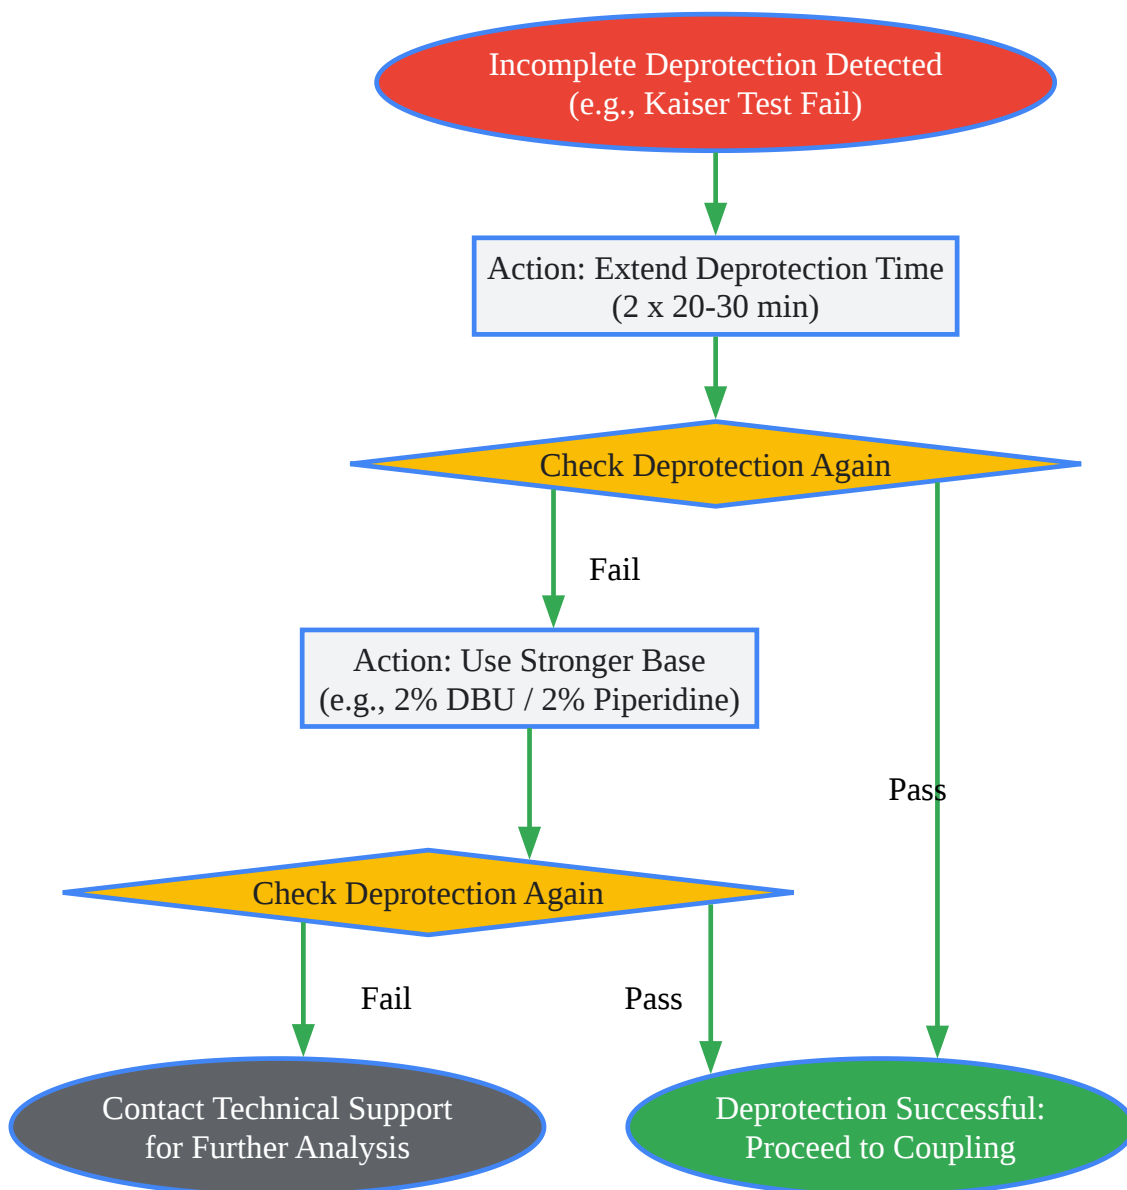 Incomplete Deprotection Detected
(e.g., Kaiser Test Fail)
Action: Extend Deprotection Time
(2 x 20-30 min)
Check Deprotection Again
Fail
Action: Use Stronger Base
(e.g., 2% DBU / 2% Piperidine)
Pass
Check Deprotection Again
Fail
Pass
Contact Technical Support
for Further Analysis
Deprotection Successful:
Proceed to Coupling